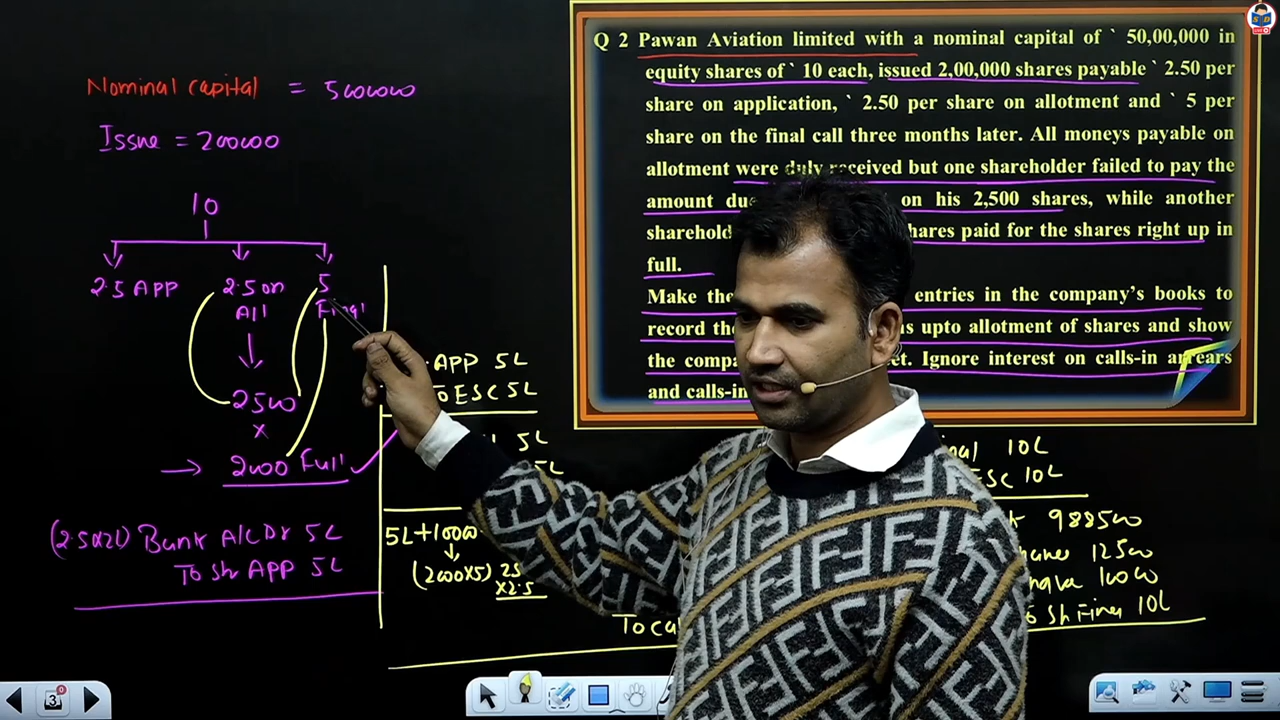 Q 2 Pawan Aviation limited with a nominal capital of ` 50,00,000 in
equity shares of ` 10 each, issued 2,00,000 shares payable ` 2.50 per
share on application, ` 2.50 per share on allotment and ` 5 per
share on the final call three months later. All moneys payable on
allotment were duly received but one shareholder failed to pay the
amount on his 2,500 shares, while another
paid for the shares right up in
full.
Make the entries in the company's books to
record the upto allotment of shares and show
the Ignore interest on calls-in arrears
and calls-in
Nominal capital = 5000000
Issue = 200000
10
2.5 APP 2.5 on 5
All Final
2500
x
→ 2000 Full
(2.5x2L) Bank A/C Dr 5L
To Sh APP 5L
APP 5L
To ESC 5L
5L
5L
5L+10000
(2000x5) 25
x2.5
To
10L
ESC 10L
988500
12500
10000
To Sh Final 10L
3